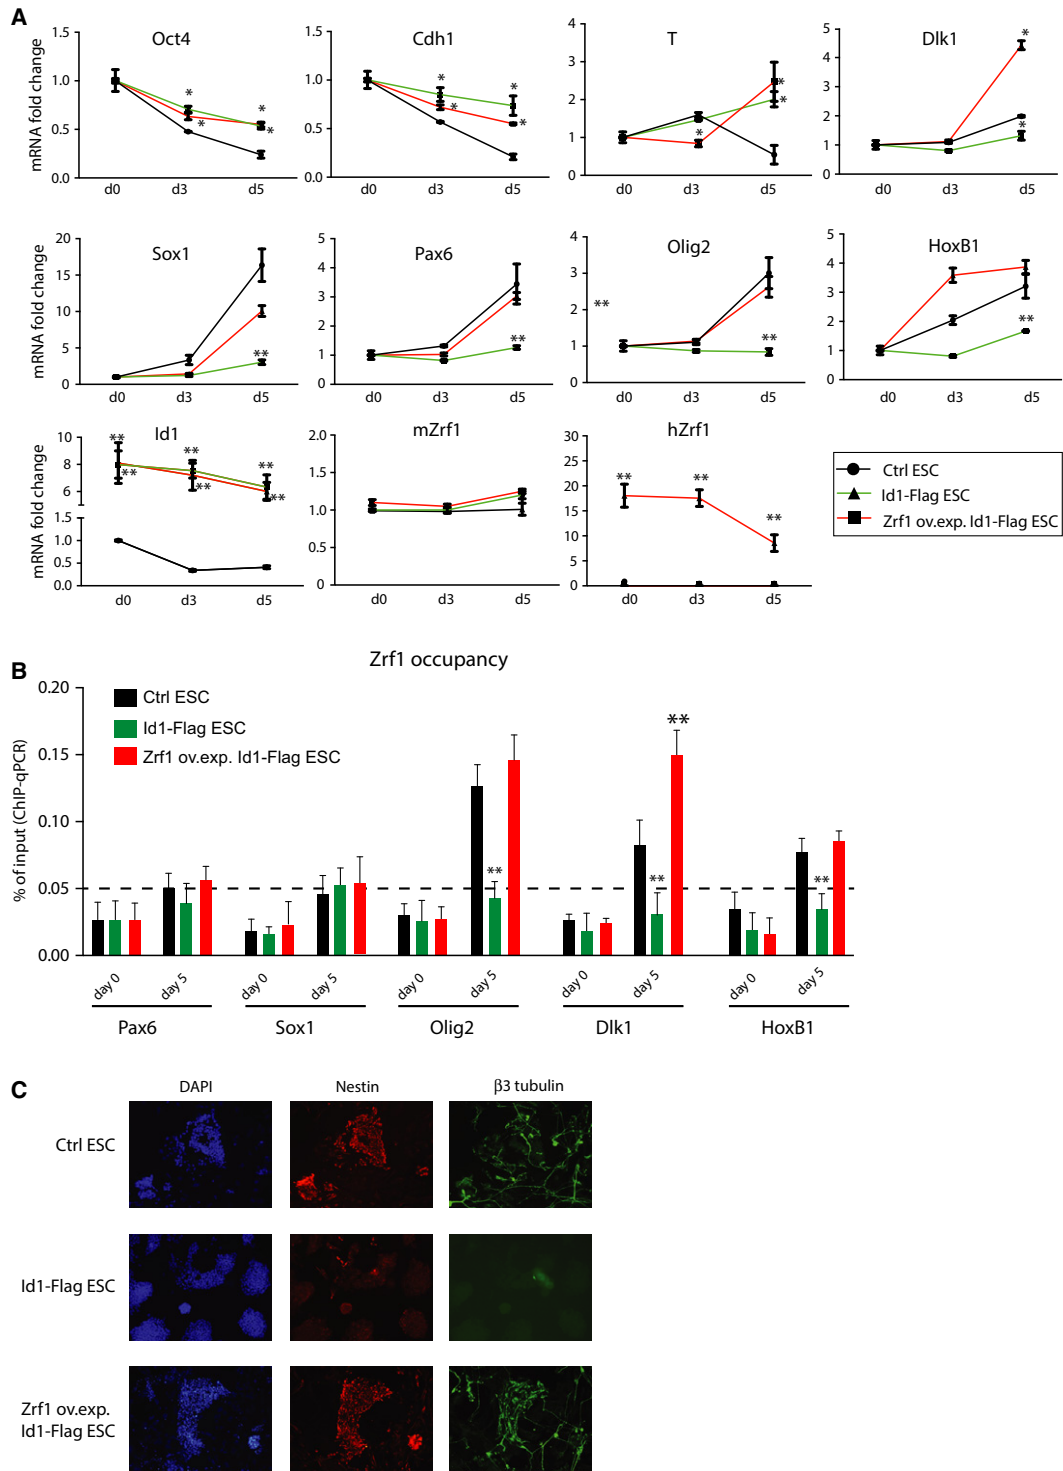 A
Oct4
Cdh1
T
Dlk1
mRNA fold change
1.5
1.0
0.5
0.0
d0
d3
d5
*
*
*
*
1.5
1.0
0.5
0.0
d0
d3
d5
*
*
*
*
4
3
2
1
0
d0
d3
d5
*
*
*
5
4
3
2
1
0
d0
d3
d5
*
*
Sox1
Pax6
Olig2
HoxB1
mRNA fold change
20
15
10
5
0
d0
d3
d5
**
5
4
3
2
1
0
d0
d3
d5
**
4
3
2
1
0
d0
d3
d5
**
**
5
4
3
2
1
0
d0
d3
d5
**
Id1
mZrf1
hZrf1
mRNA fold change
10
8
6
1.5
1.0
0.5
0.0
d0
d3
d5
**
**
**
**
**
**
2.0
1.5
1.0
0.5
0
d0
d3
d5
30
25
20
15
10
5
0
d0
d3
d5
**
**
**
Ctrl ESC
Id1-Flag ESC
Zrf1 ov.exp. Id1-Flag ESC
B
Zrf1 occupancy
% of input (ChIP-qPCR)
0.20
0.15
0.10
0.05
0.00
Ctrl ESC
Id1-Flag ESC
Zrf1 ov.exp. Id1-Flag ESC
**
**
**
**
day 0
day 5
day 0
day 5
day 0
day 5
day 0
day 5
day 0
day 5
Pax6
Sox1
Olig2
Dlk1
HoxB1
C
DAPI
Nestin
β3 tubulin
Ctrl ESC
Id1-Flag ESC
Zrf1 ov.exp.
Id1-Flag ESC